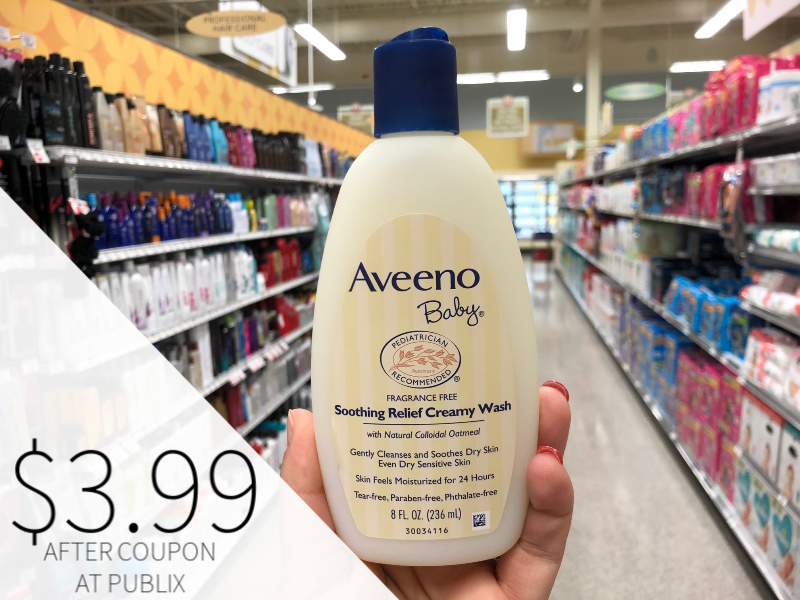 PROFESSIONAL
HAIR CARE
Aveeno
Baby®
PEDIATRICIAN
Aveeno®
RECOMMENDED®
FRAGRANCE FREE
Soothing Relief Creamy Wash
with Natural Colloidal Oatmeal
Gently Cleanses and Soothes Dry Skin
Even Dry Sensitive Skin
Skin Feels Moisturized for 24 Hours
Tear-free, Paraben-free, Phthalate-free
8 FL. OZ. (236 mL)
30034116
$3.99
AFTER COUPON
AT PUBLIX